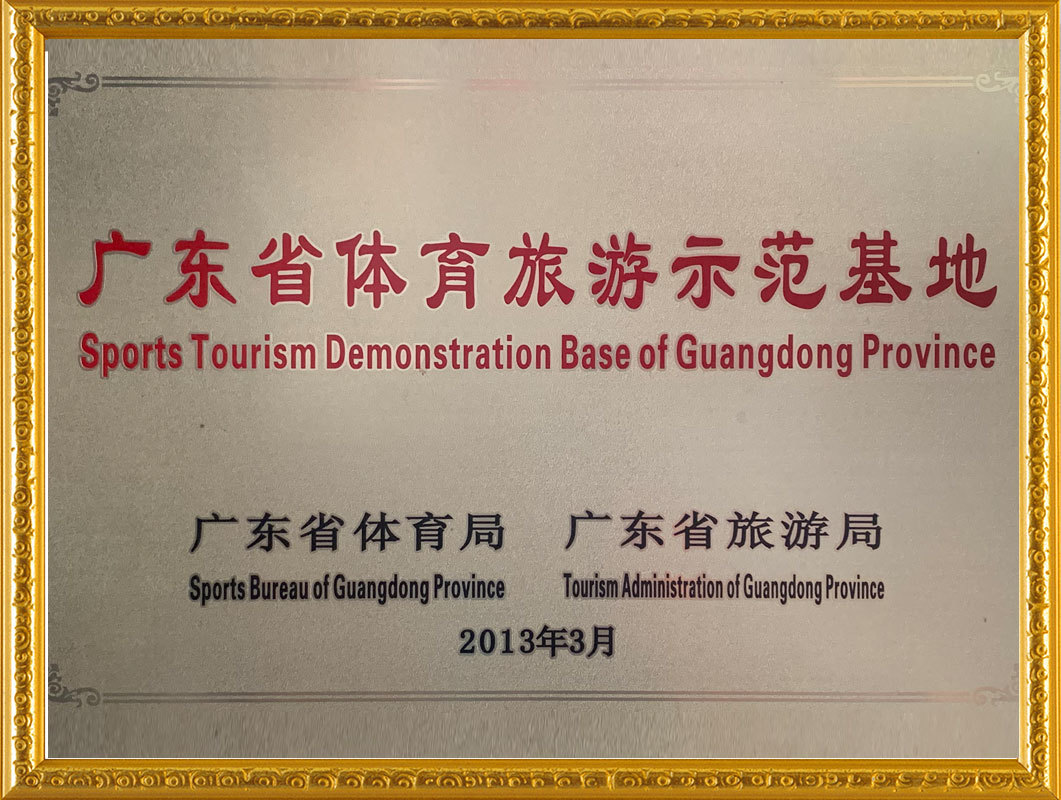 广东省体育旅游示范基地
Sports Tourism Demonstration Base of Guangdong Province
广东省体育局 广东省旅游局
Sports Bureau of Guangdong Province Tourism Administration of Guangdong Province
2013年3月